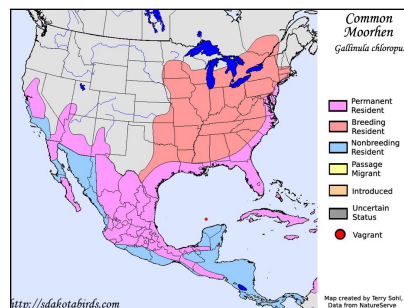 Common
Moorhen
Gallinula chloropu
Permanent
Resident
Breeding
Resident
Nonbreeding
Resident
Passage
Migrant
Introduced
Uncertain
Status
Vagrant
http://sdakotabirds.com
Map created by Terry Sohl,
Data from NatureServe